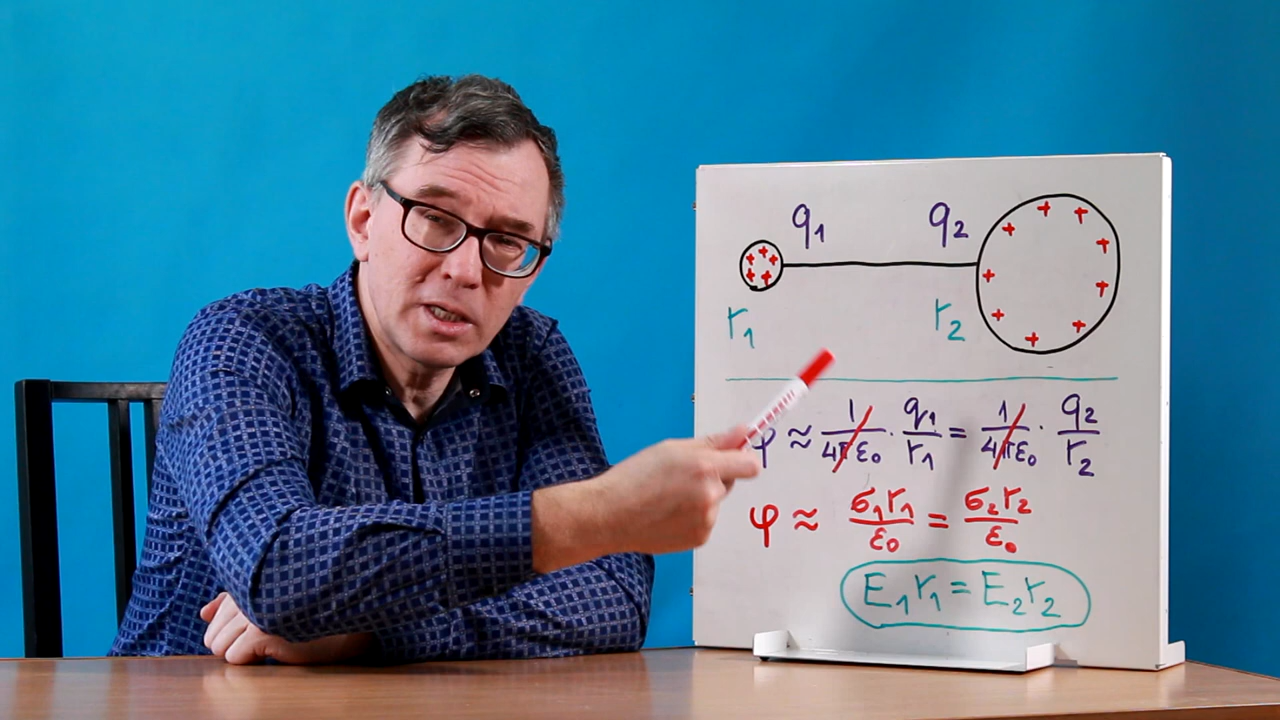 q₁ q₂
r₁ r₂
φ ≈ 1/4πε₀ · q₁/r₁ = 1/4πε₀ · q₂/r₂
φ ≈ σ₁r₁/ε₀ = σ₂r₂/ε₀
E₁r₁ = E₂r₂